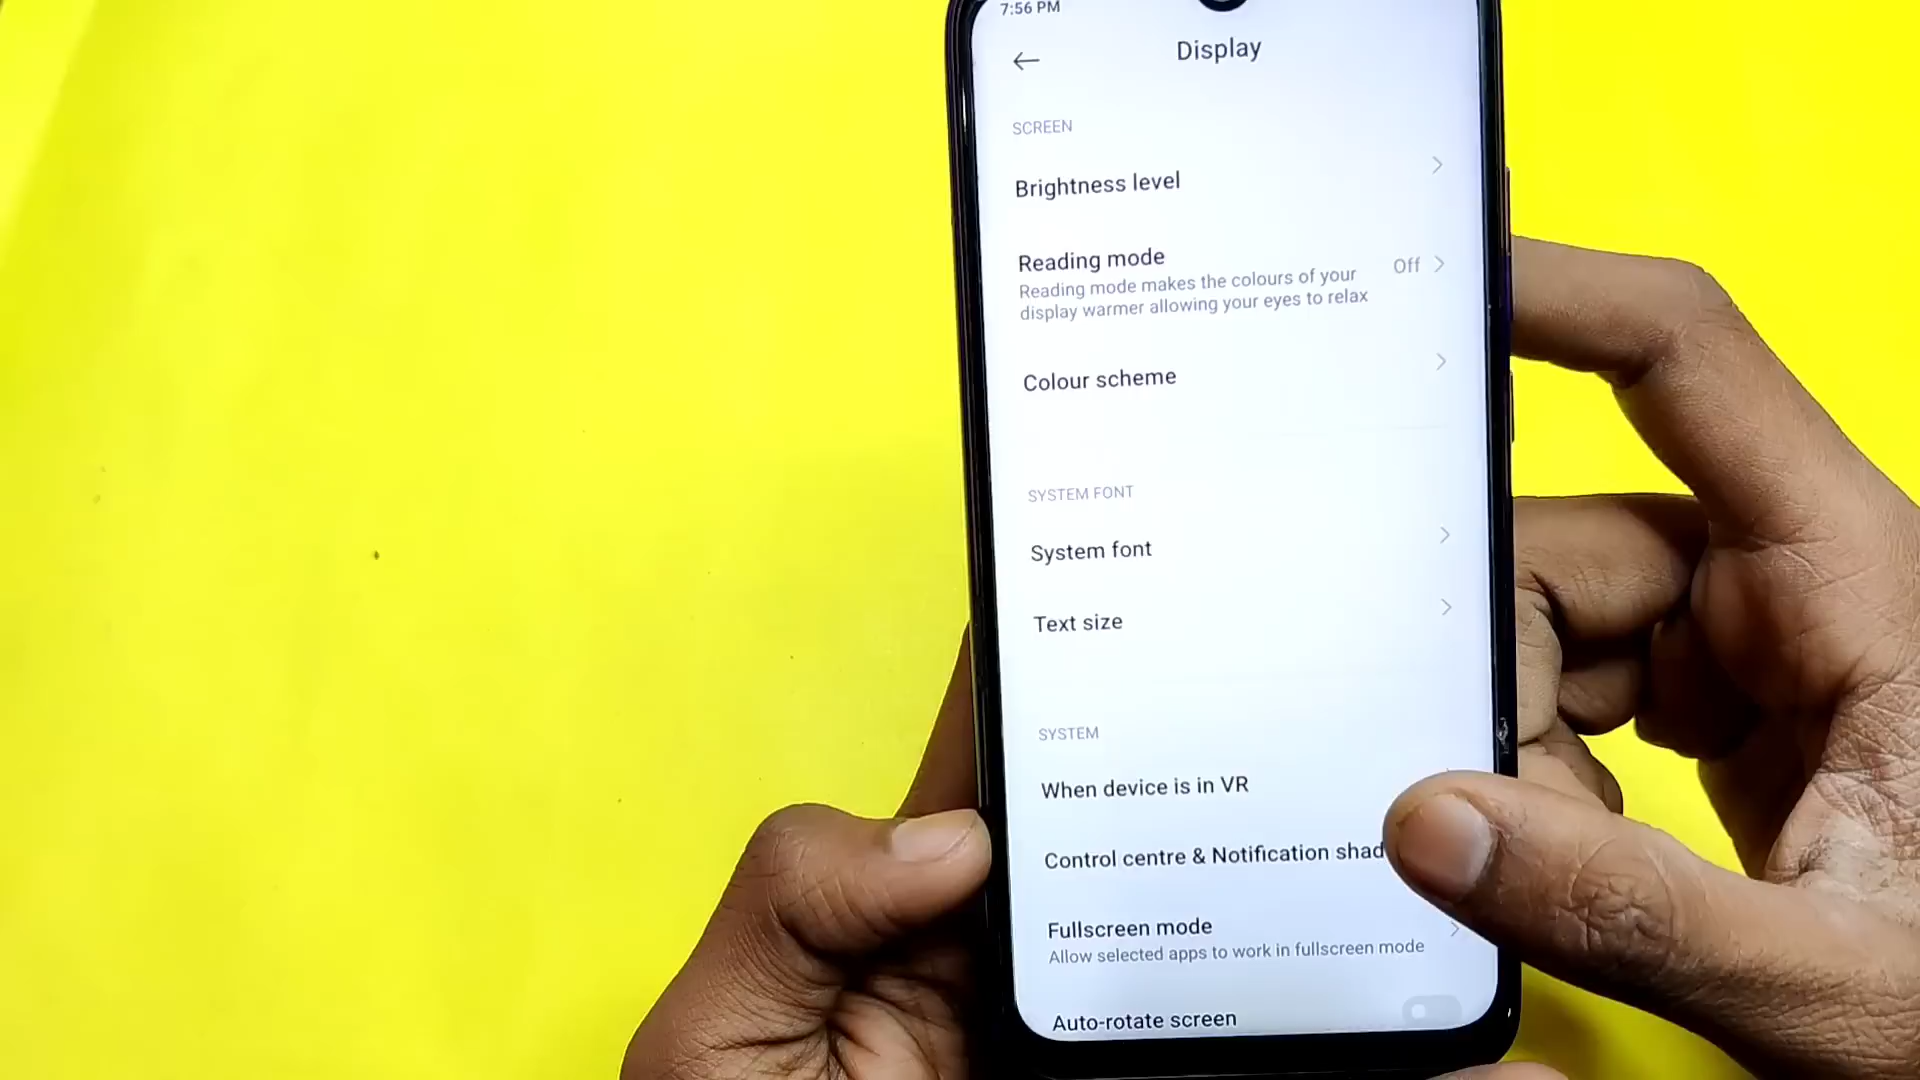 7:56 PM
Display
SCREEN
Brightness level
Reading mode
Reading mode makes the colours of your
display warmer allowing your eyes to relax
Off
Colour scheme
SYSTEM FONT
System font
Text size
SYSTEM
When device is in VR
Control centre & Notification shad
Fullscreen mode
Allow selected apps to work in fullscreen mode
Auto-rotate screen